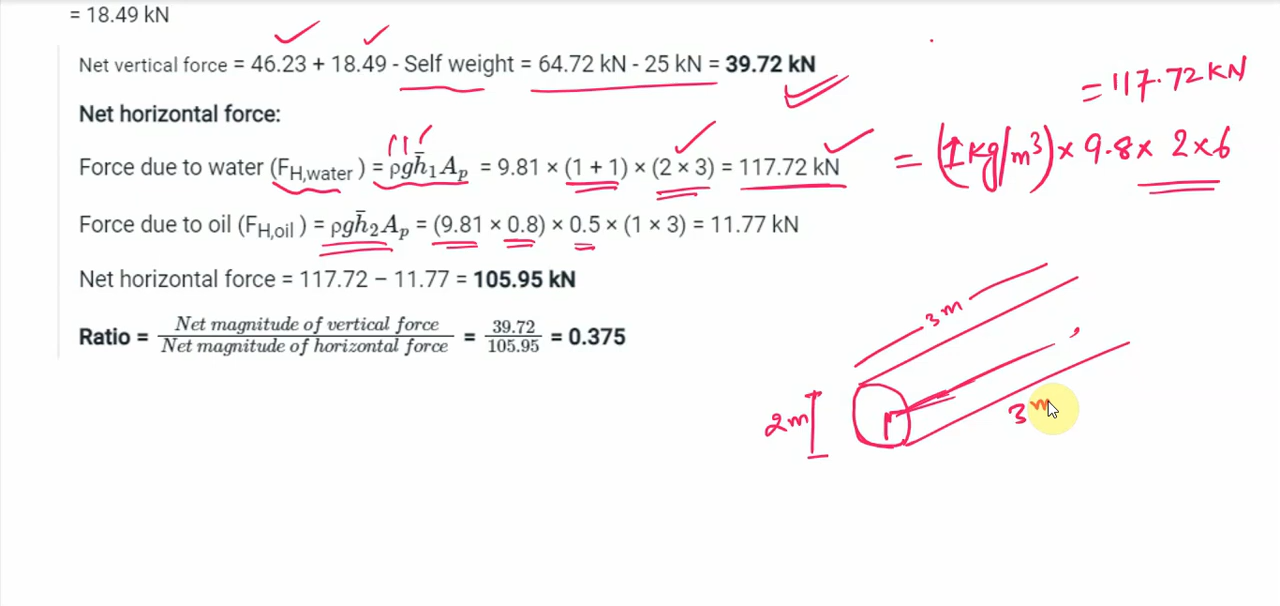 = 18.49 kN
Net vertical force = 46.23 + 18.49 - Self weight = 64.72 kN - 25 kN = 39.72 kN
= 117.72 KN
Net horizontal force:
Force due to water (F_H,water) = ρgh̄₁Aₚ = 9.81 × (1 + 1) × (2 × 3) = 117.72 kN
= (1 kg/m³) × 9.8 × 2 × 6
Force due to oil (F_H,oil) = ρgh̄₂Aₚ = (9.81 × 0.8) × 0.5 × (1 × 3) = 11.77 kN
Net horizontal force = 117.72 − 11.77 = 105.95 kN
Ratio = Net magnitude of vertical force / Net magnitude of horizontal force = 39.72 / 105.95 = 0.375
3 m
2m
3 m